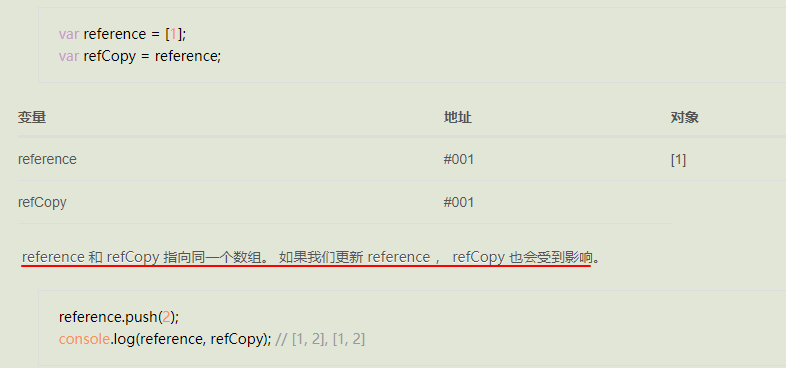 var reference = [1];
var refCopy = reference;
变量 地址 对象
reference #001 [1]
refCopy #001
reference 和 refCopy 指向同一个数组。 如果我们更新 reference ， refCopy 也会受到影响。
reference.push(2);
console.log(reference, refCopy); // [1, 2], [1, 2]